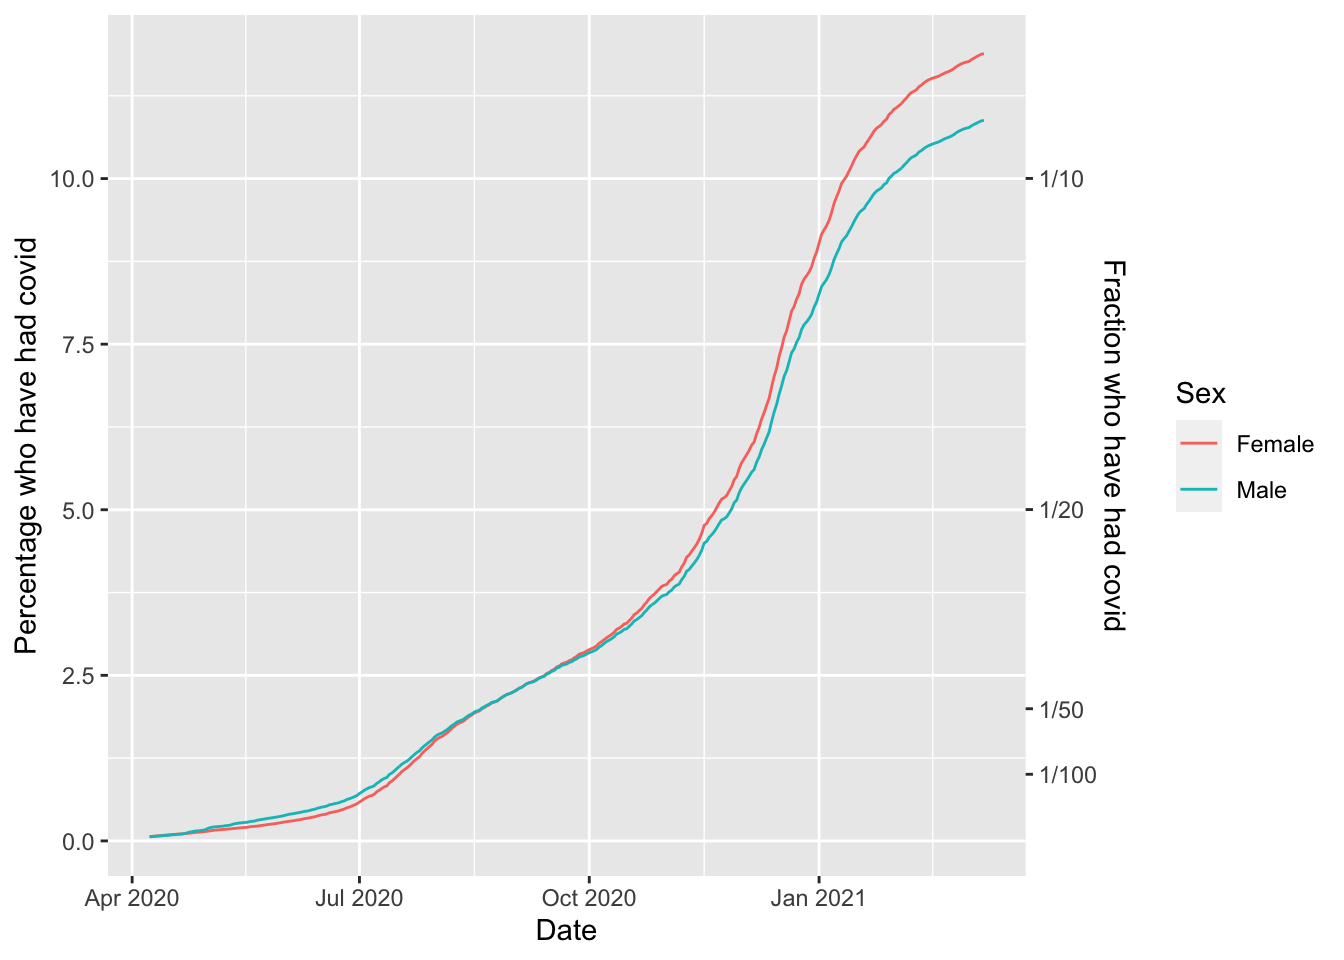 Percentage who have had covid
10.0
7.5
5.0
2.5
0.0
Apr 2020
Jul 2020
Oct 2020
Jan 2021
Date
1/10
1/20
1/50
1/100
Fraction who have had covid
Sex
Female
Male